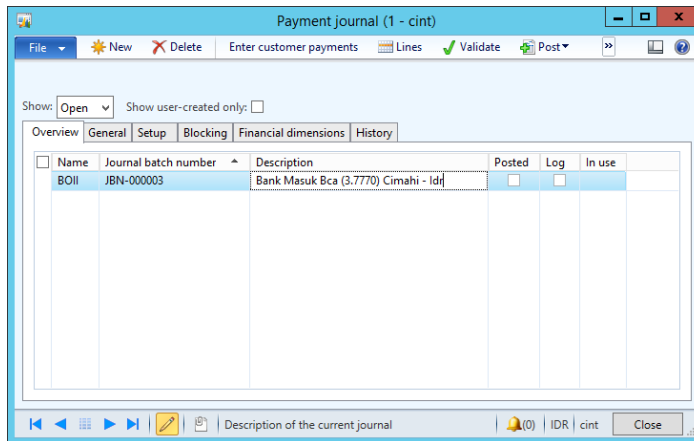 Payment journal (1 - cint)
File New Delete Enter customer payments Lines Validate Post »
Show: Open Show user-created only:
Overview General Setup Blocking Financial dimensions History
Name Journal batch number Description Posted Log In use
BOII JBN-000003 Bank Masuk Bca (3.7770) Cimahi - Idr
Description of the current journal (0) IDR cint Close